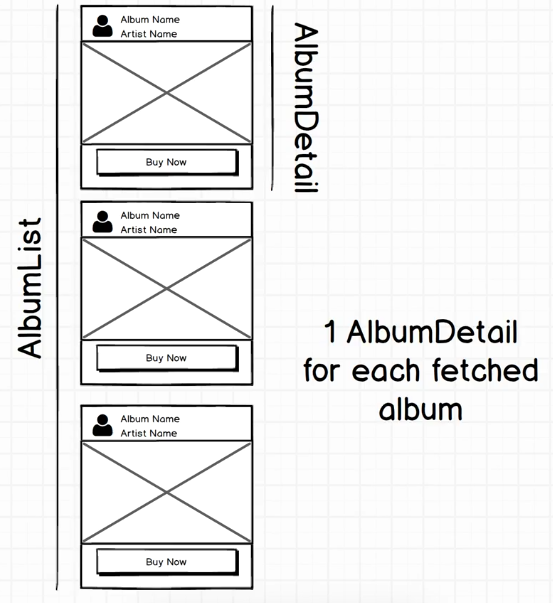 AlbumList
Album Name
Artist Name
Buy Now
AlbumDetail
Album Name
Artist Name
Buy Now
1 AlbumDetail
for each fetched
album
Album Name
Artist Name
Buy Now